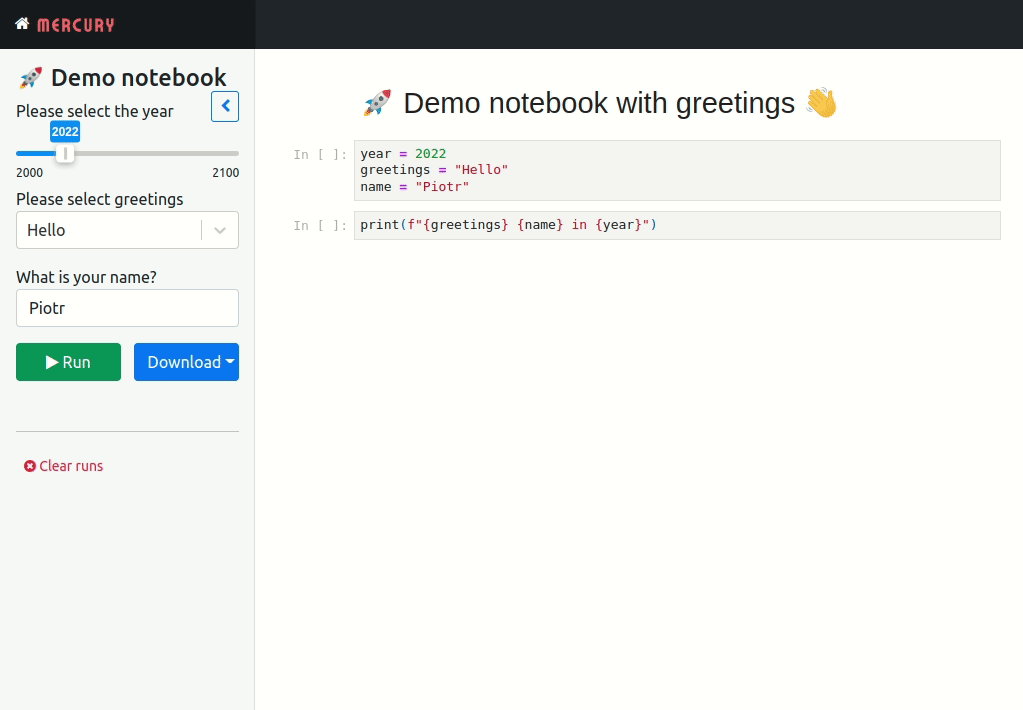 MERCURY
🚀 Demo notebook
Please select the year
2022
2000 2100
Please select greetings
Hello
What is your name?
Piotr
Run Download
Clear runs
🚀 Demo notebook with greetings 👋
In [ ]: year = 2022
greetings = "Hello"
name = "Piotr"
In [ ]: print(f"{greetings} {name} in {year}")